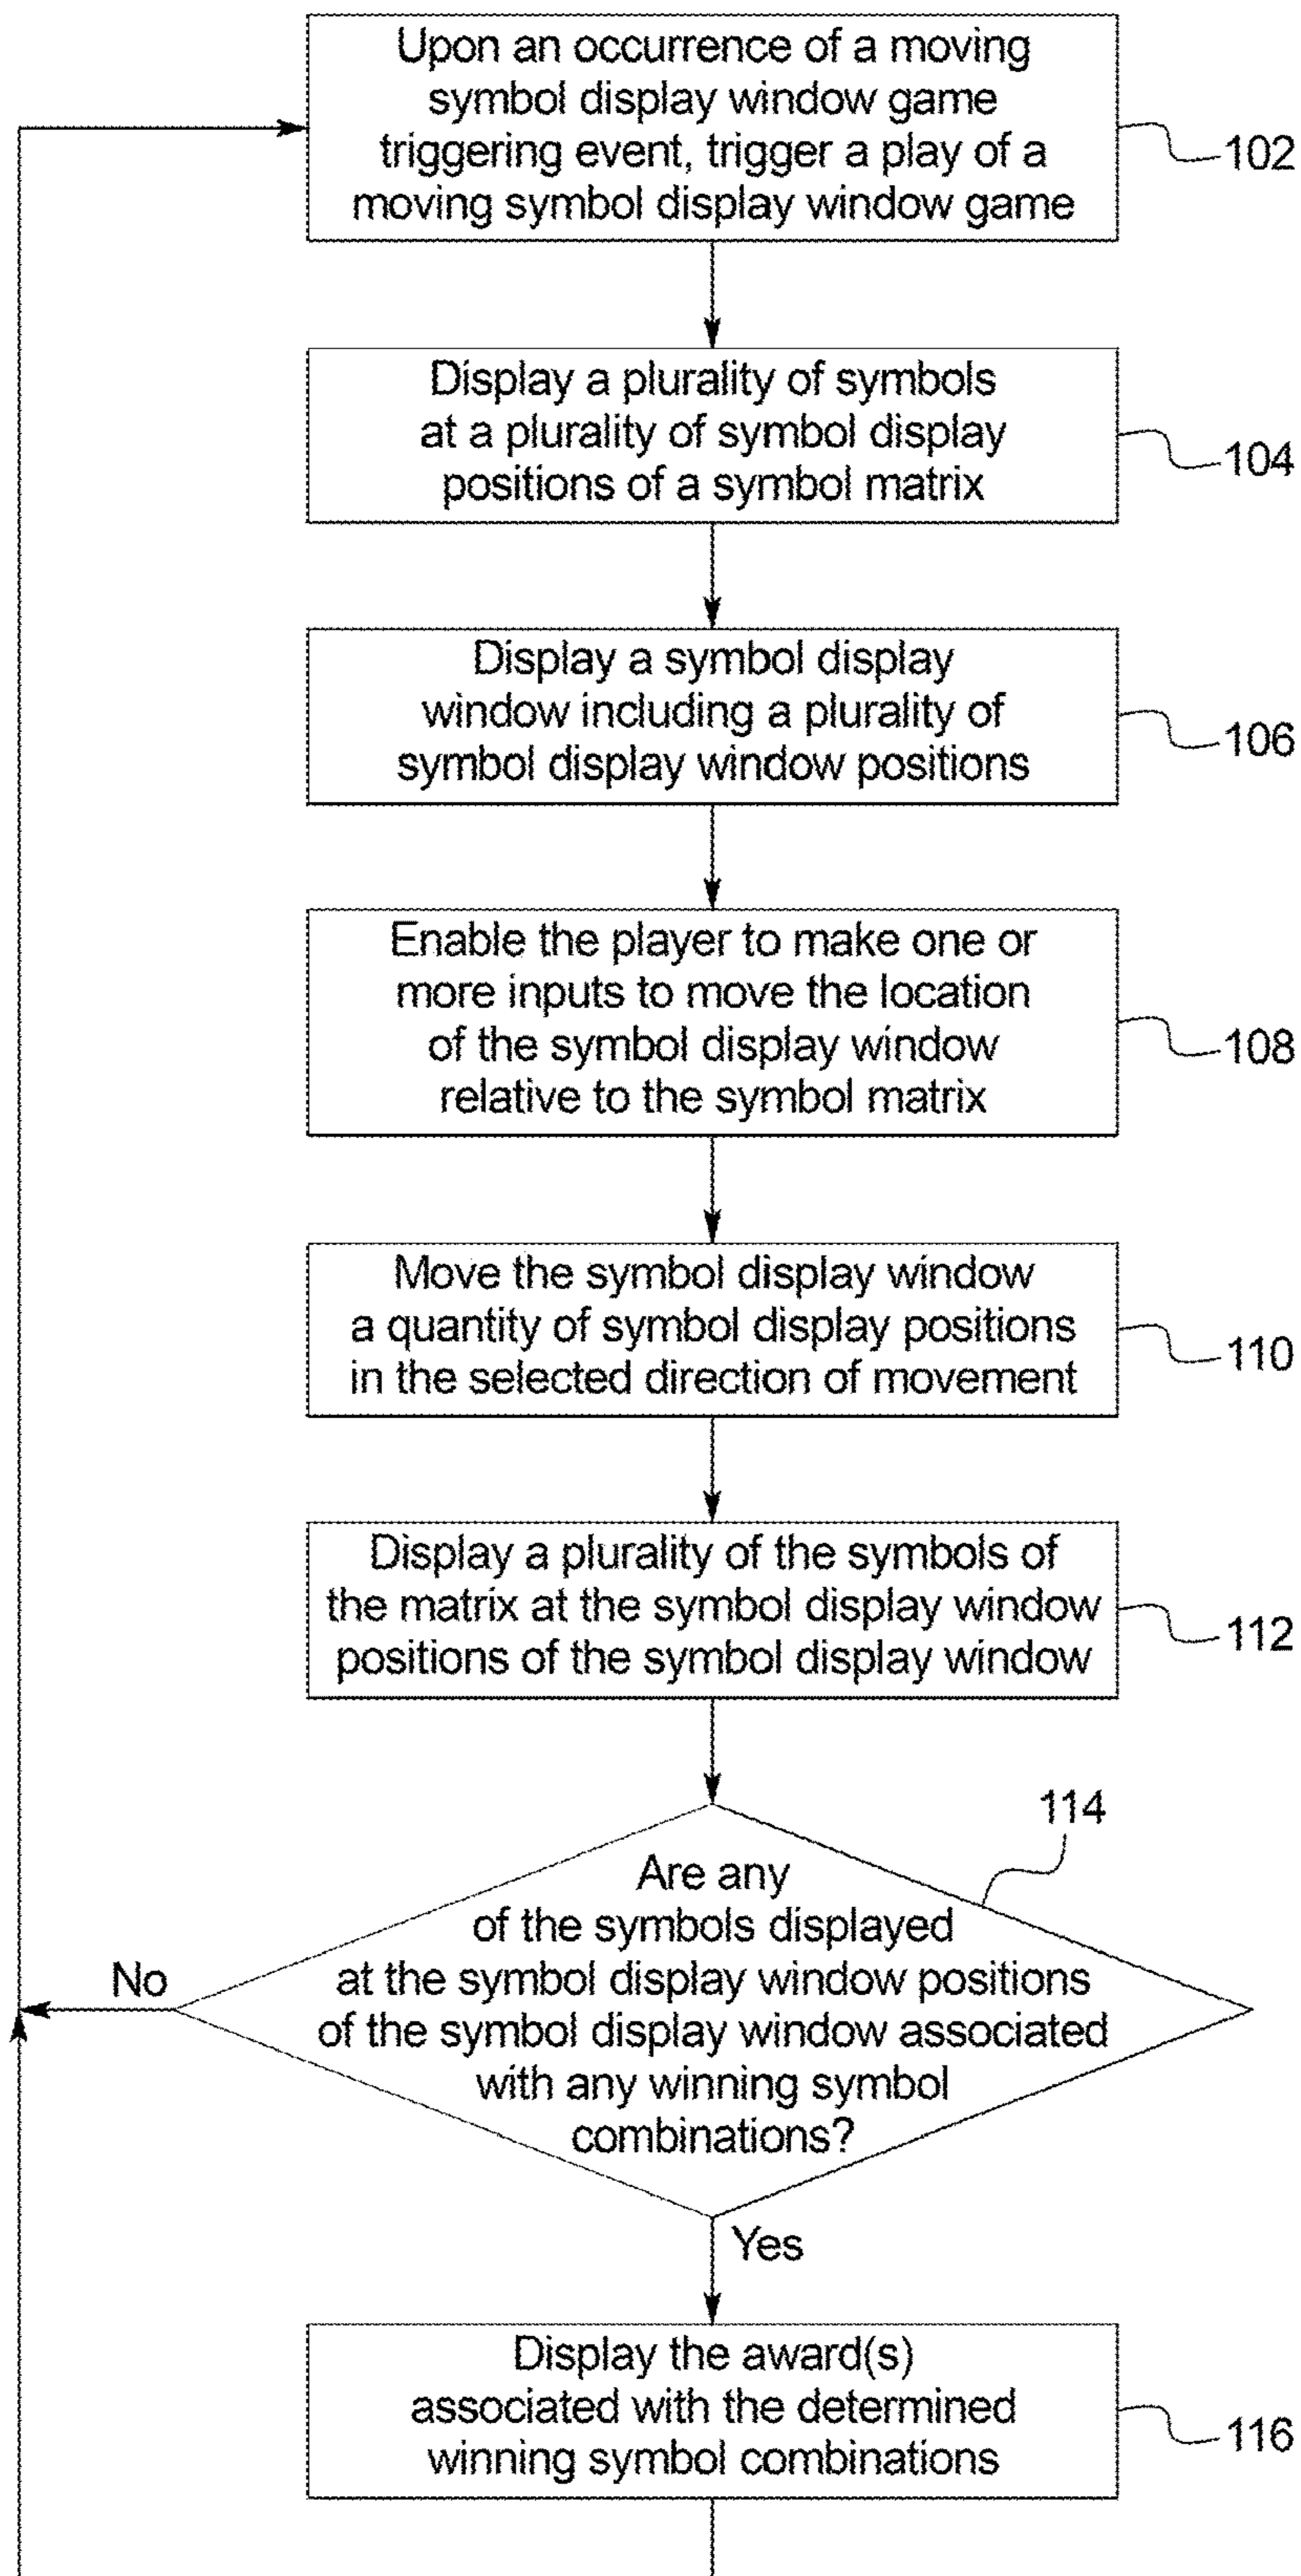 Upon an occurrence of a moving
symbol display window game
triggering event, trigger a play of a
moving symbol display window game
102
Display a plurality of symbols
at a plurality of symbol display
positions of a symbol matrix
104
Display a symbol display
window including a plurality of
symbol display window positions
106
Enable the player to make one or
more inputs to move the location
of the symbol display window
relative to the symbol matrix
108
Move the symbol display window
a quantity of symbol display positions
in the selected direction of movement
110
Display a plurality of the symbols of
the matrix at the symbol display window
positions of the symbol display window
112
114
Are any
of the symbols displayed
at the symbol display window positions
of the symbol display window associated
with any winning symbol
combinations?
No
Yes
Display the award(s)
associated with the determined
winning symbol combinations
116